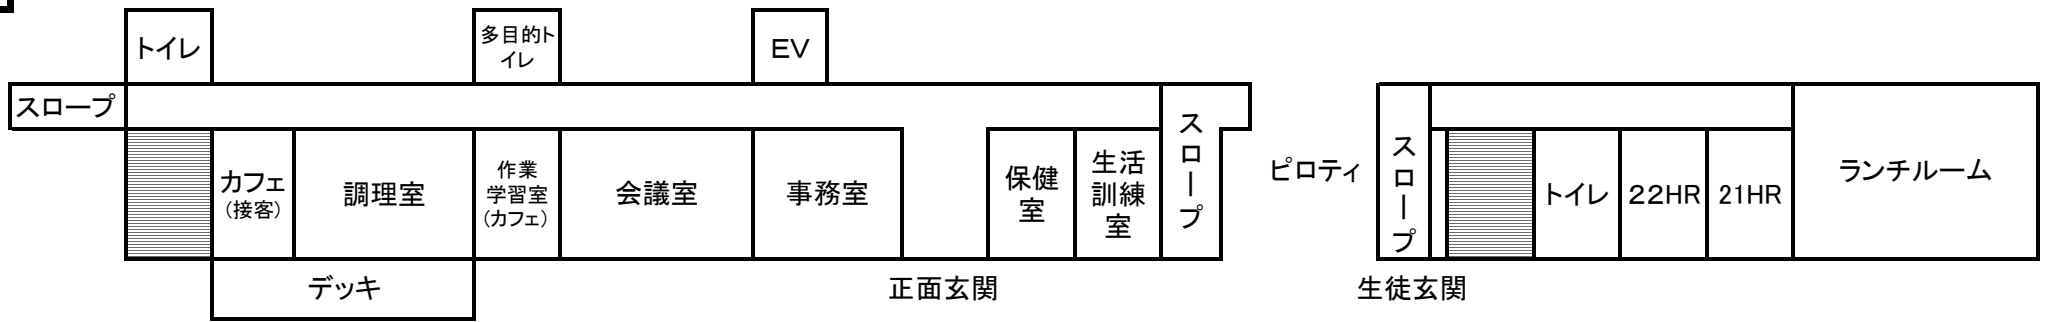 トイレ
多目的ト
イレ
EV
スロープ
スロープ
ピロティ
スロープ
カフェ
（接客）
調理室
作業
学習室
（カフェ）
会議室
事務室
保健
室
生活
訓練
室
トイレ
２２HR
21HR
ランチルーム
デッキ
正面玄関
生徒玄関